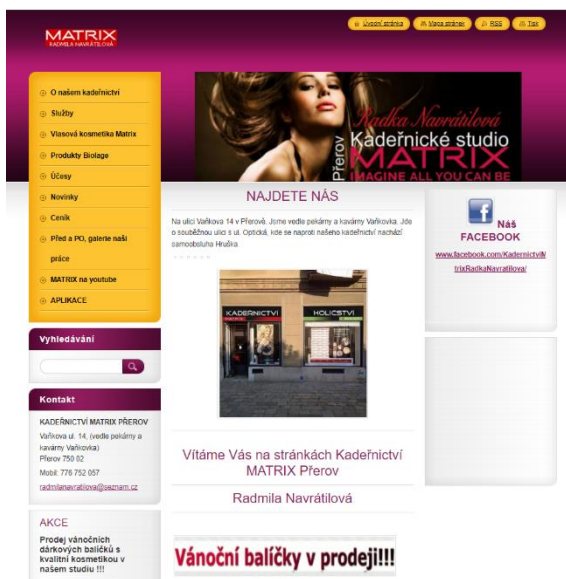 MATRIX
RADMILA NAVRÁTILOVÁ
Úvodní stránka
Mapa stránek
RSS
Tisk
O našem kadeřnictví
Služby
Vlasová kosmetika Matrix
Produkty Biolage
Účesy
Novinky
Ceník
Před a PO, galerie naší
práce
MATRIX na youtube
APLIKACE
Vyhledávání
Kontakt
KADEŘNICTVÍ MATRIX PŘEROV
Vaňkova ul. 14, (vedle pekárny a
kavárny Vaňkovka)
Přerov 750 02
Mobil: 776 752 057
radmilanavratilova@seznam.cz
AKCE
Prodej vánočních
dárkových balíčků s
kvalitní kosmetikou v
našem studiu !!!
Radka Navrátilová
Přerov
Kadeřnické studio
MATRIX
IMAGINE ALL YOU CAN BE
NAJDETE NÁS
Na ulici Vaňkova 14 v Přerově. Jsme vedle pekárny a kavárny Vaňkovka. Jde
o souběžnou ulici s ul. Optická, kde se naproti našeho kadeřnictví nachází
samoobsluha Hruška.
KADEŘNICTVÍ
HOLIČSTVÍ
Vítáme Vás na stránkách Kadeřnictví
MATRIX Přerov
Radmila Navrátilová
Vánoční balíčky v prodeji!!!
Náš
FACEBOOK
www.facebook.com/KadernictviM
trixRadkaNavratilova/